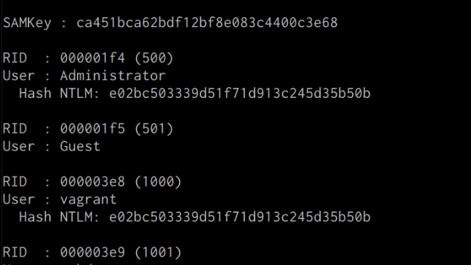 SAMKey : ca451bca62bdf12bf8e083c4400c3e68
RID : 000001f4 (500)
User : Administrator
Hash NTLM: e02bc503339d51f71d913c245d35b50b
RID : 000001f5 (501)
User : Guest
RID : 000003e8 (1000)
User : vagrant
Hash NTLM: e02bc503339d51f71d913c245d35b50b
RID : 000003e9 (1001)